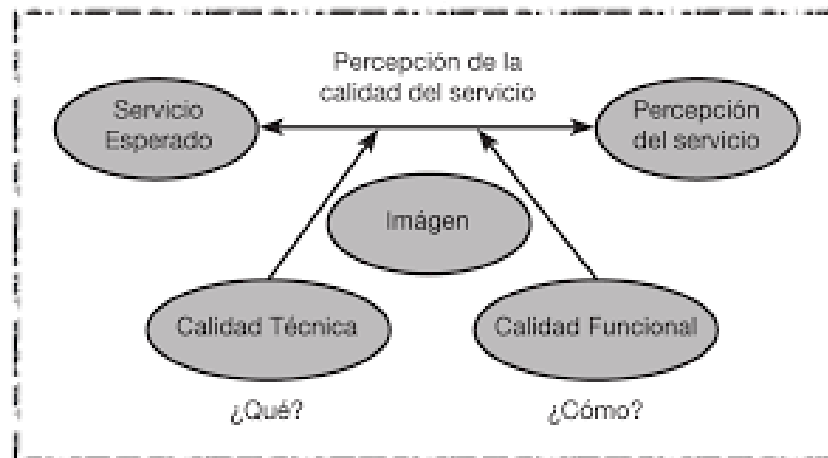 Percepción de la
calidad del servicio
Servicio
Esperado
Percepción
del servicio
Imágen
Calidad Técnica
Calidad Funcional
¿Qué?
¿Cómo?